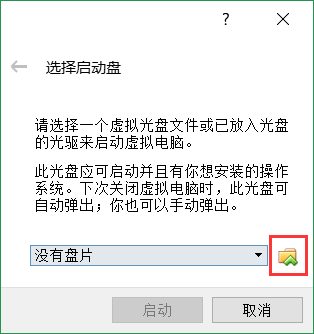 ?
选择启动盘
请选择一个虚拟光盘文件或已放入光盘
的光驱来启动虚拟电脑。
此光盘应可启动并且有你想安装的操作
系统。下次关闭虚拟电脑时，此光盘可
自动弹出；你也可以手动弹出。
没有盘片
启动
取消